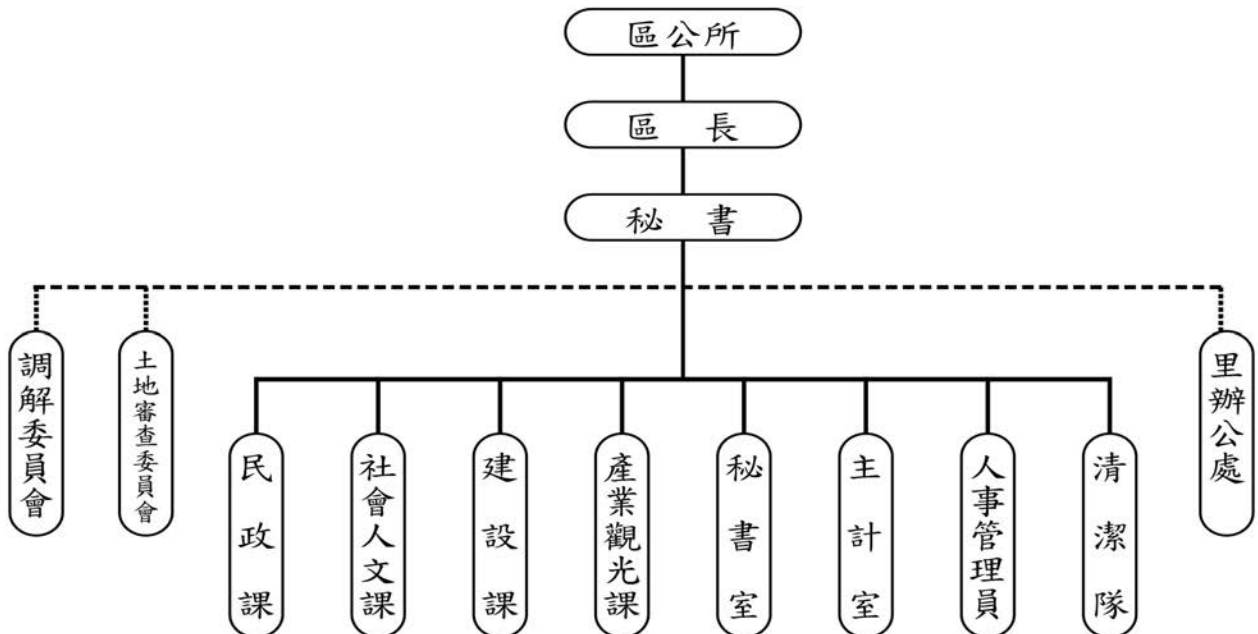 區公所
區長
秘書
調解委員會
土地審查委員會
里辦公處
民政課
社會人文課
建設課
產業觀光課
秘書室
主計室
人事管理員
清潔隊